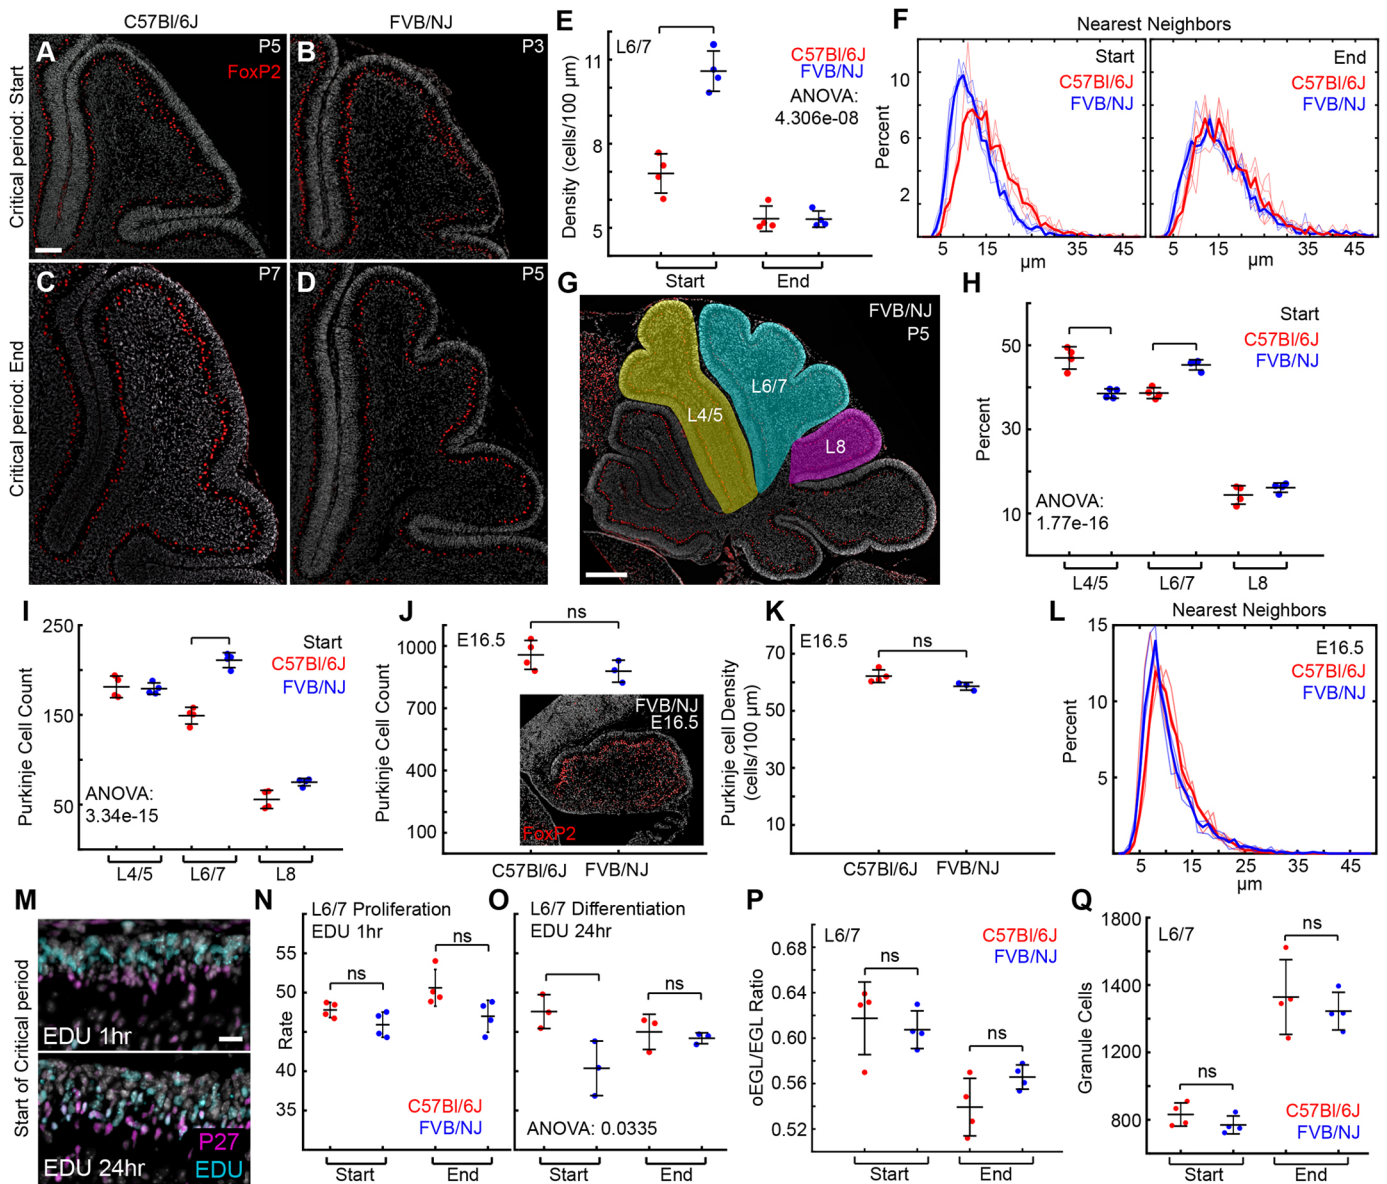 C57Bl/6J
FVB/NJ
Critical period: Start
A
P5
FoxP2
B
P3
Critical period: End
C
P7
D
P5
E
L6/7
Density (cells/100 µm)
11
8
5
C57Bl/6J
FVB/NJ
ANOVA:
4.306e-08
Start
End
F
Nearest Neighbors
Percent
10
6
2
Start
C57Bl/6J
FVB/NJ
5
15
35
45
µm
End
C57Bl/6J
FVB/NJ
5
15
35
45
µm
G
FVB/NJ
P5
L4/5
L6/7
L8
H
Percent
50
30
10
Start
C57Bl/6J
FVB/NJ
ANOVA:
1.77e-16
L4/5
L6/7
L8
I
Purkinje Cell Count
250
150
50
Start
C57Bl/6J
FVB/NJ
ANOVA:
3.34e-15
L4/5
L6/7
L8
J
Purkinje Cell Count
1000
700
400
100
E16.5
ns
FVB/NJ
E16.5
FoxP2
C57Bl/6J
FVB/NJ
K
Purkinje cell Density
(cells/100 µm)
70
50
30
10
E16.5
ns
C57Bl/6J
FVB/NJ
L
Nearest Neighbors
Percent
15
10
5
E16.5
C57Bl/6J
FVB/NJ
5
15
25
35
45
µm
M
Start of Critical period
EDU 1hr
EDU 24hr
P27
EDU
N
L6/7 Proliferation
EDU 1hr
55
50
Rate
40
35
ns
ns
C57Bl/6J
FVB/NJ
Start
End
O
L6/7 Differentiation
EDU 24hr
ns
ANOVA: 0.0335
Start
End
P
oEGL/EGL Ratio
0.68
0.64
0.60
0.56
0.52
L6/7
ns
ns
C57Bl/6J
FVB/NJ
Start
End
Q
Granule Cells
1800
1600
1400
1200
800
L6/7
ns
ns
C57Bl/6J
FVB/NJ
Start
End